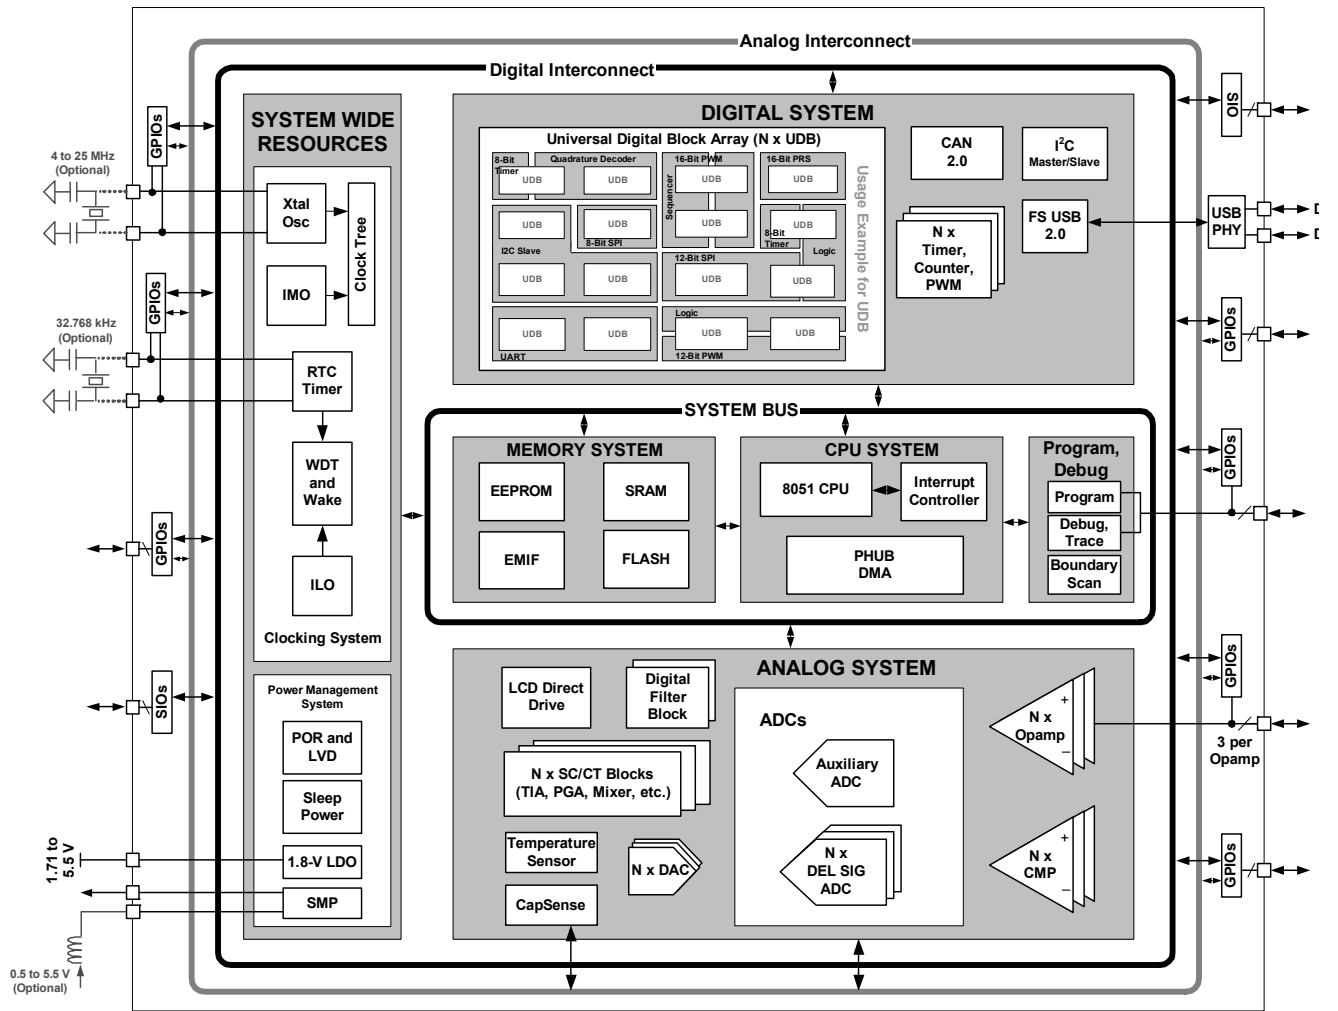 Analog Interconnect
Digital Interconnect
SYSTEM WIDE
RESOURCES
4 to 25 MHz
(Optional)
GPIOs
Xtal
Osc
Clock Tree
IMO
GPIOs
32.768 kHz
(Optional)
RTC
Timer
WDT
and
Wake
GPIOs
ILO
Clocking System
SIOs
Power Management
System
POR and
LVD
Sleep
Power
1.71 to
5.5 V
1.8-V LDO
SMP
0.5 to 5.5 V
(Optional)
DIGITAL SYSTEM
Universal Digital Block Array (N x UDB)
8-Bit
Timer
Quadrature Decoder
16-Bit PWM
16-Bit PRS
UDB
UDB
UDB
UDB
Sequencer
UDB
UDB
UDB
UDB
I2C Slave
8-Bit SPI
8-Bit
Timer
Logic
12-Bit SPI
UDB
UDB
UDB
UDB
Logic
UDB
UDB
UDB
UDB
UART
12-Bit PWM
Usage Example for UDB
CAN
2.0
I2C
Master/Slave
N x
Timer,
Counter,
PWM
FS USB
2.0
SIO
USB
PHY
D
D
GPIOs
SYSTEM BUS
MEMORY SYSTEM
EEPROM
SRAM
EMIF
FLASH
CPU SYSTEM
8051 CPU
Interrupt
Controller
PHUB
DMA
Program,
Debug
Program
Debug,
Trace
Boundary
Scan
GPIOs
ANALOG SYSTEM
LCD Direct
Drive
Digital
Filter
Block
N x SC/CT Blocks
(TIA, PGA, Mixer, etc.)
Temperature
Sensor
N x DAC
CapSense
ADCs
Auxiliary
ADC
N x
DEL SIG
ADC
+
N x
Opamp
–
+
N x
CMP
–
GPIOs
3 per
Opamp
GPIOs